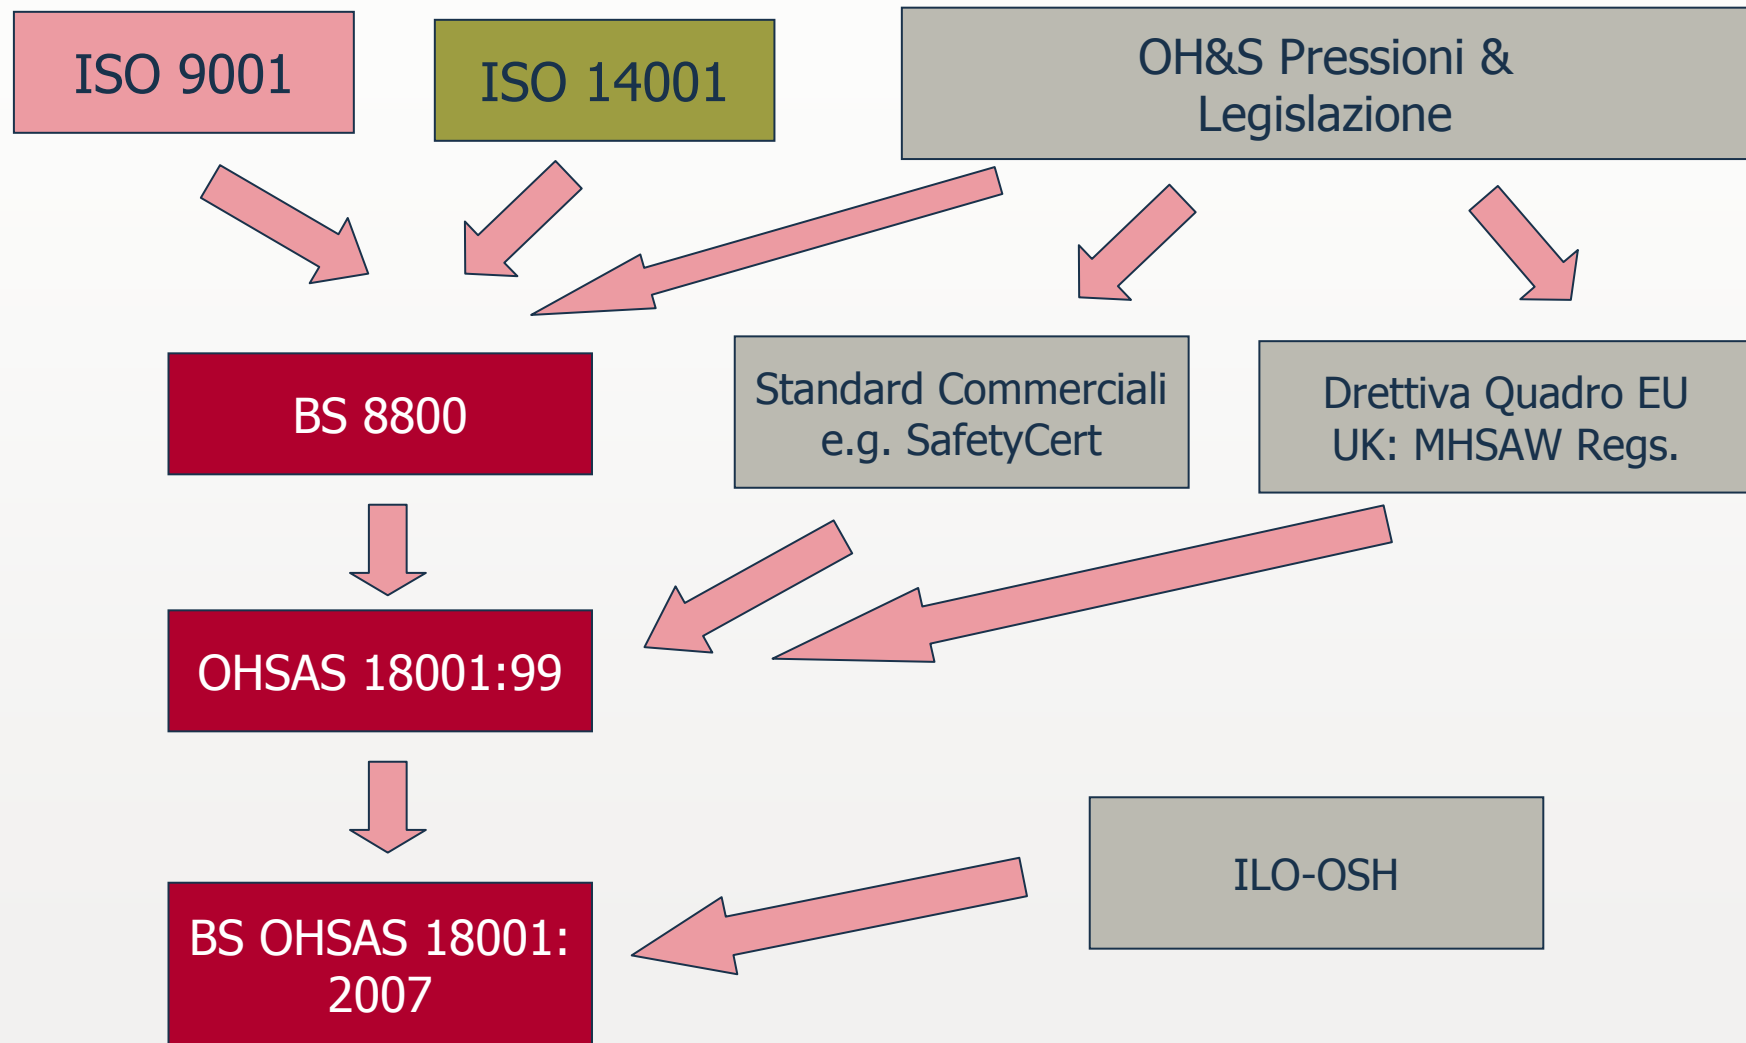 ISO 9001
ISO 14001
OH&S Pressioni &
Legislazione
BS 8800
Standard Commerciali
e.g. SafetyCert
Drettiva Quadro EU
UK: MHSAW Regs.
OHSAS 18001:99
ILO-OSH
BS OHSAS 18001:
2007